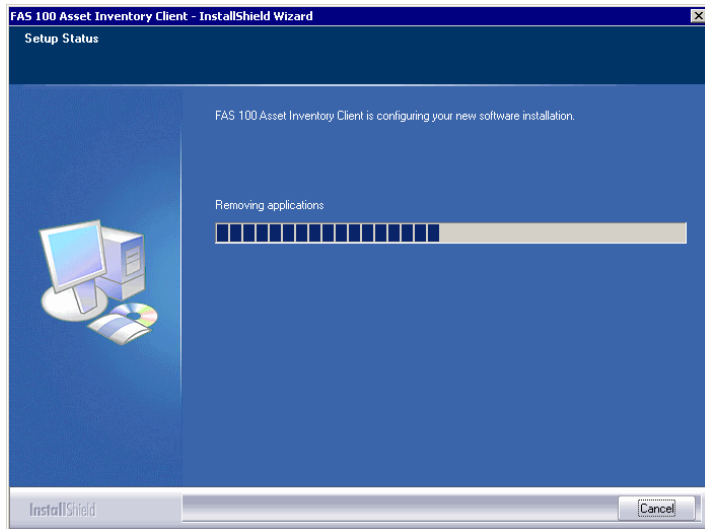 FAS 100 Asset Inventory Client - InstallShield Wizard
Setup Status
FAS 100 Asset Inventory Client is configuring your new software installation.
Removing applications
InstallShield
Cancel